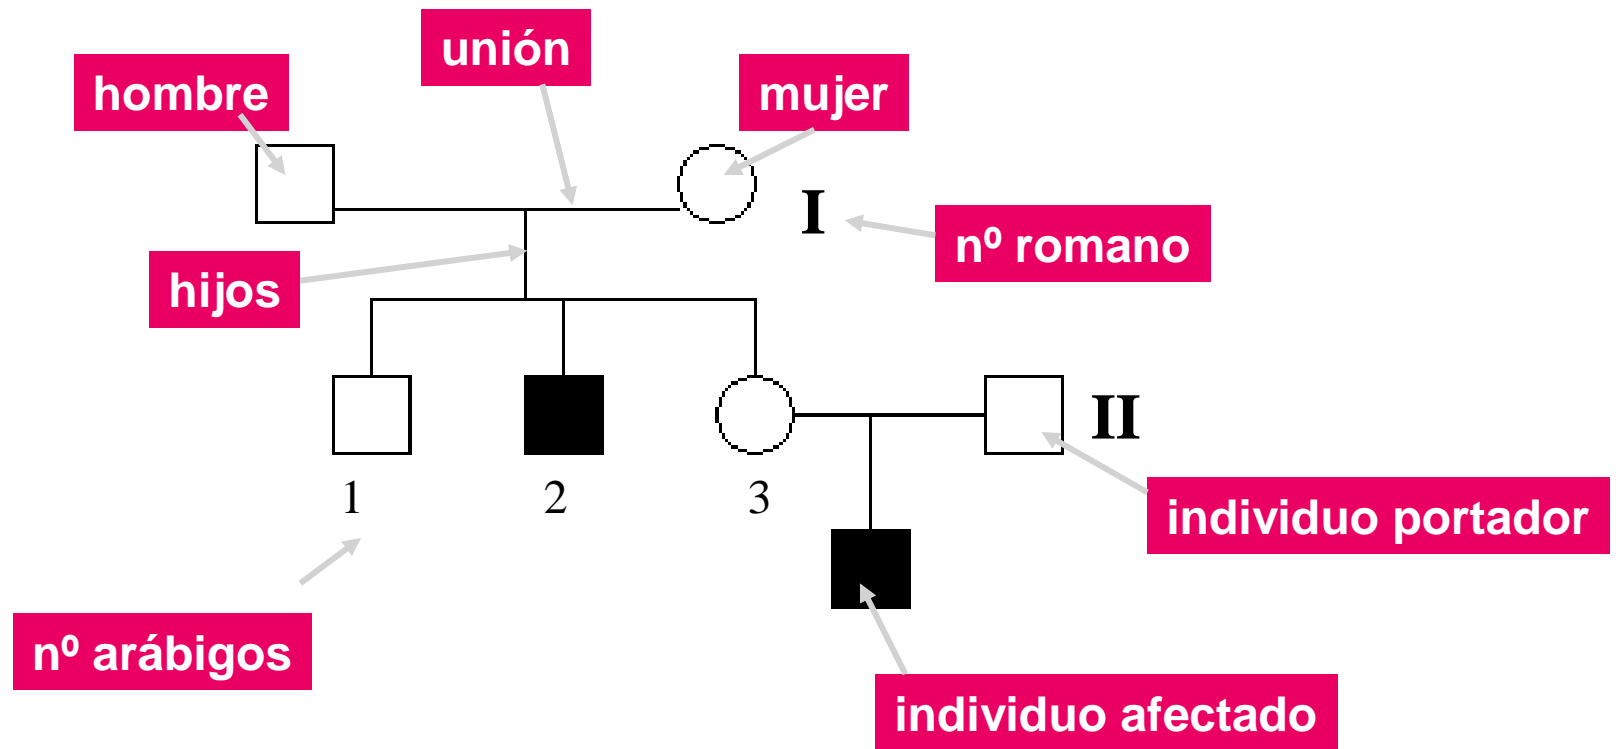 unión
hombre
mujer
I
nº romano
hijos
II
1
2
3
individuo portador
nº arábigos
individuo afectado